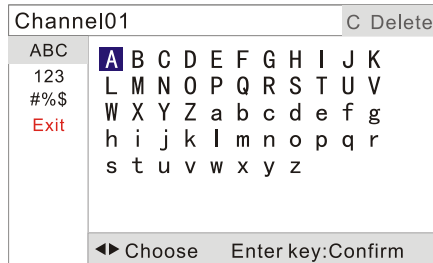 Channel01 C Delete
ABC
123
#%$
Exit
A B C D E F G H I J K
L M N O P Q R S T U V
W X Y Z a b c d e f g
h i j k l m n o p q r
s t u v w x y z
◀▶ Choose Enter key:Confirm